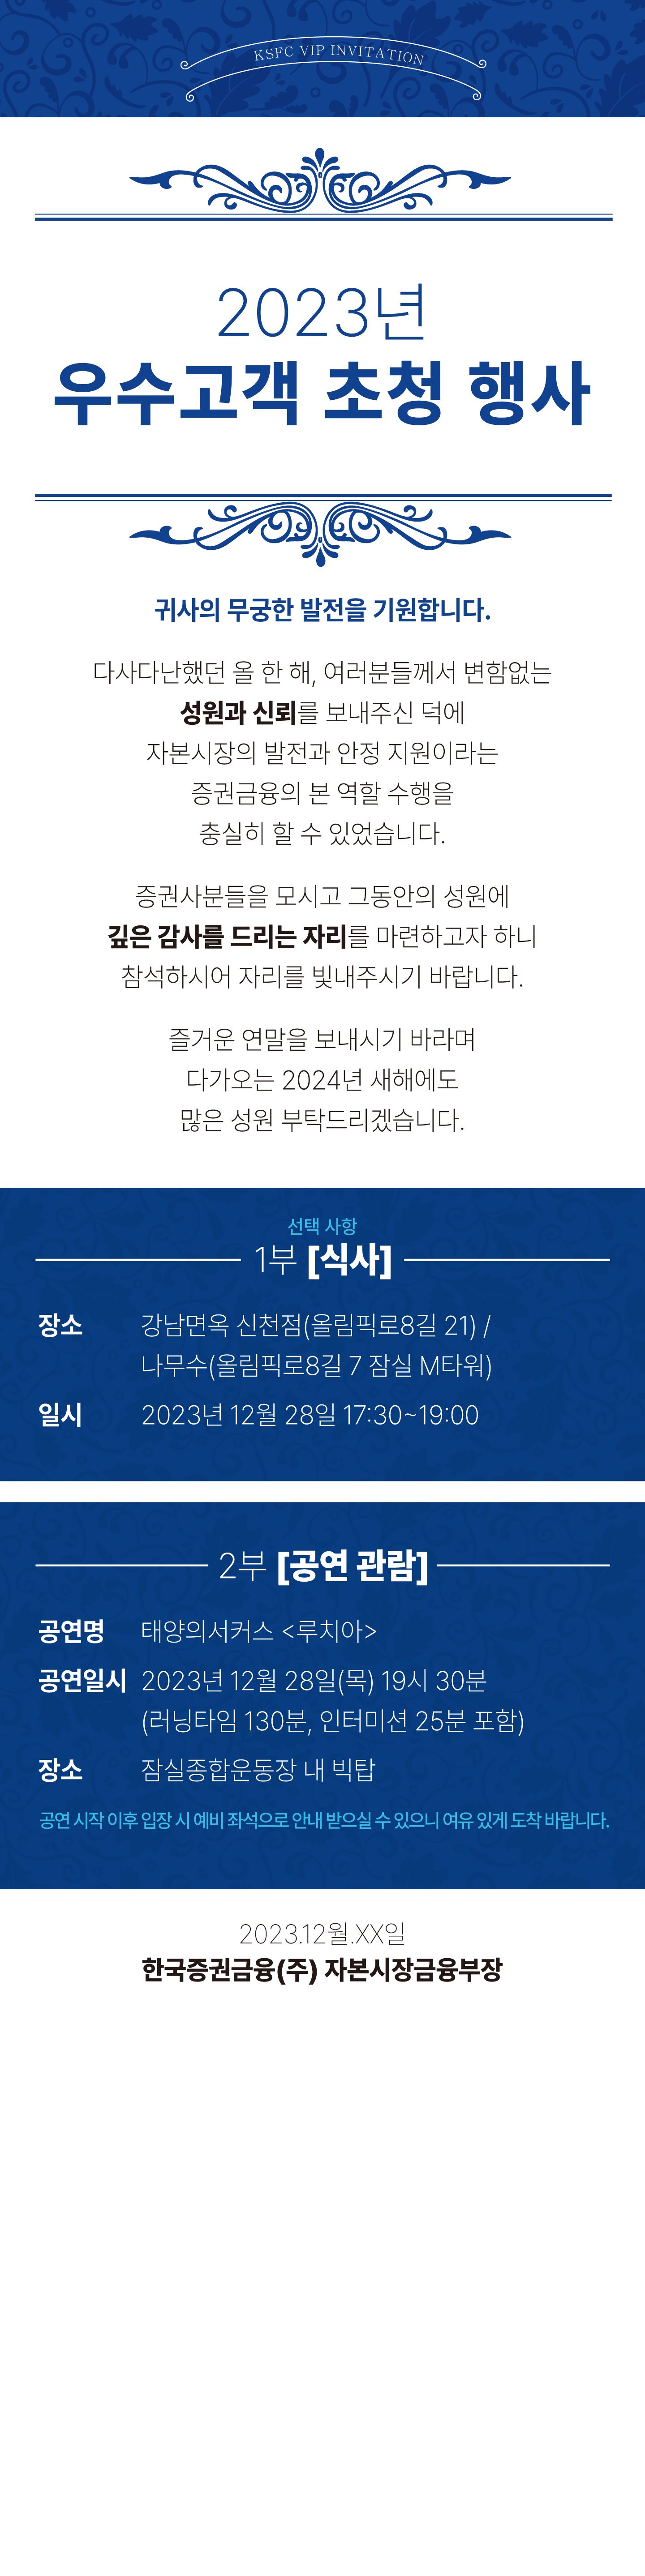 KSFC VIP INVITATION
2023년
우수고객 초청 행사
귀사의 무궁한 발전을 기원합니다.
다사다난했던 올 한 해, 여러분들께서 변함없는
성원과 신뢰를 보내주신 덕에
자본시장의 발전과 안정 지원이라는
증권금융의 본 역할 수행을
충실히 할 수 있었습니다.
증권사분들을 모시고 그동안의 성원에
깊은 감사를 드리는 자리를 마련하고자 하니
참석하시어 자리를 빛내주시기 바랍니다.
즐거운 연말을 보내시기 바라며
다가오는 2024년 새해에도
많은 성원 부탁드리겠습니다.
선택 사항
1부 [식사]
장소 강남면옥 신천점(올림픽로8길 21) /
나무수(올림픽로8길 7 잠실 M타워)
일시 2023년 12월 28일 17:30~19:00
2부 [공연 관람]
공연명 태양의서커스 <루치아>
공연일시 2023년 12월 28일(목) 19시 30분
(러닝타임 130분, 인터미션 25분 포함)
장소 잠실종합운동장 내 빅탑
공연 시작 이후 입장 시 예비 좌석으로 안내 받으실 수 있으니 여유 있게 도착 바랍니다.
2023.12월.XX일
한국증권금융(주) 자본시장금융부장